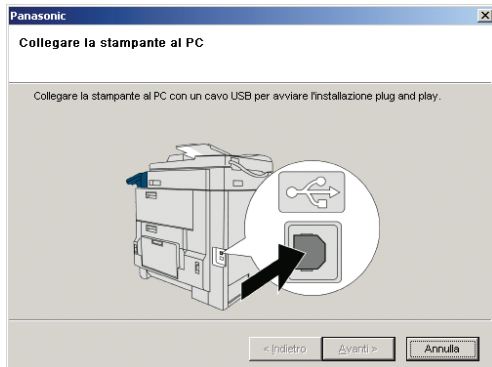 Panasonic
Collegare la stampante al PC
Collegare la stampante al PC con un cavo USB per avviare l'installazione plug and play.
< Indietro
Avanti >
Annulla